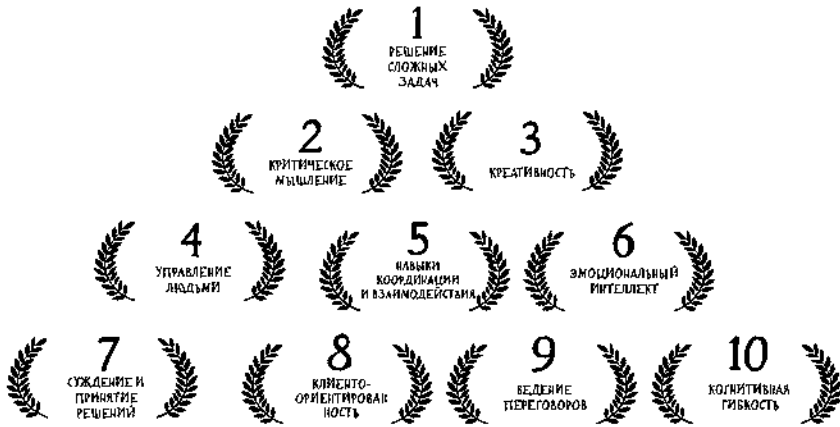 1
РЕШЕНИЕ
СЛОЖНЫХ
ЗАДАЧ
2
КРИТИЧЕСКОЕ
МЫШЛЕНИЕ
3
КРЕАТИВНОСТЬ
4
УПРАВЛЕНИЕ
ЛЮДЬМИ
5
НАВЫКИ
КООРДИНАЦИИ
И ВЗАИМОДЕЙСТВИЯ
6
ЭМОЦИОНАЛЬНЫЙ
ИНТЕЛЛЕКТ
7
СУЖДЕНИЕ И
ПРИНЯТИЕ
РЕШЕНИЙ
8
КЛИЕНТО-
ОРИЕНТИРОВАН
НОСТЬ
9
ВЕДЕНИЕ
ПЕРЕГОВОРОВ
10
КОГНИТИВНАЯ
ГИБКОСТЬ